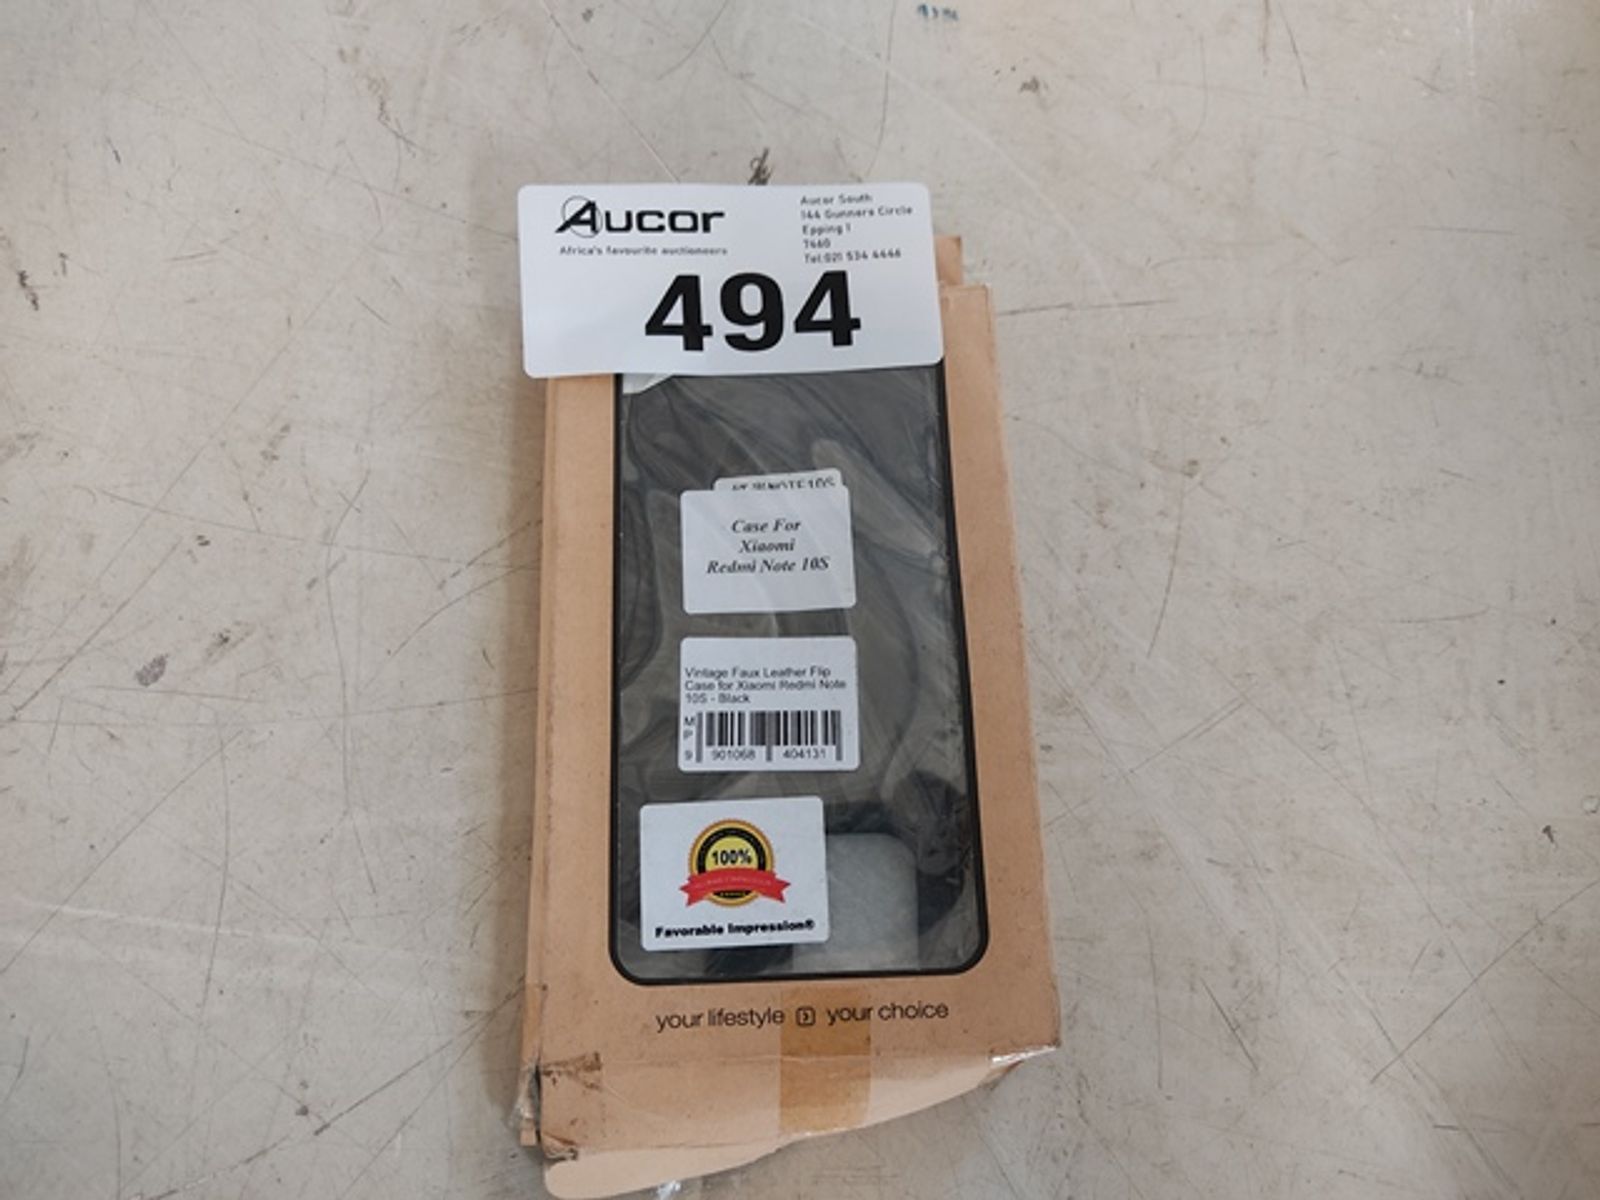 Aucor
Africa's favourite auctioneers
Aucor South
144 Gunners Circle
Epping 1
7460
Tel:021 534 4446
494
Case For
Xiaomi
Redmi Note 10S
Vintage Faux Leather Flip
Case for Xiaomi Redmi Note
10S - Black
MP
9 901068 404131
100%
Favorable Impression®
your lifestyle your choice